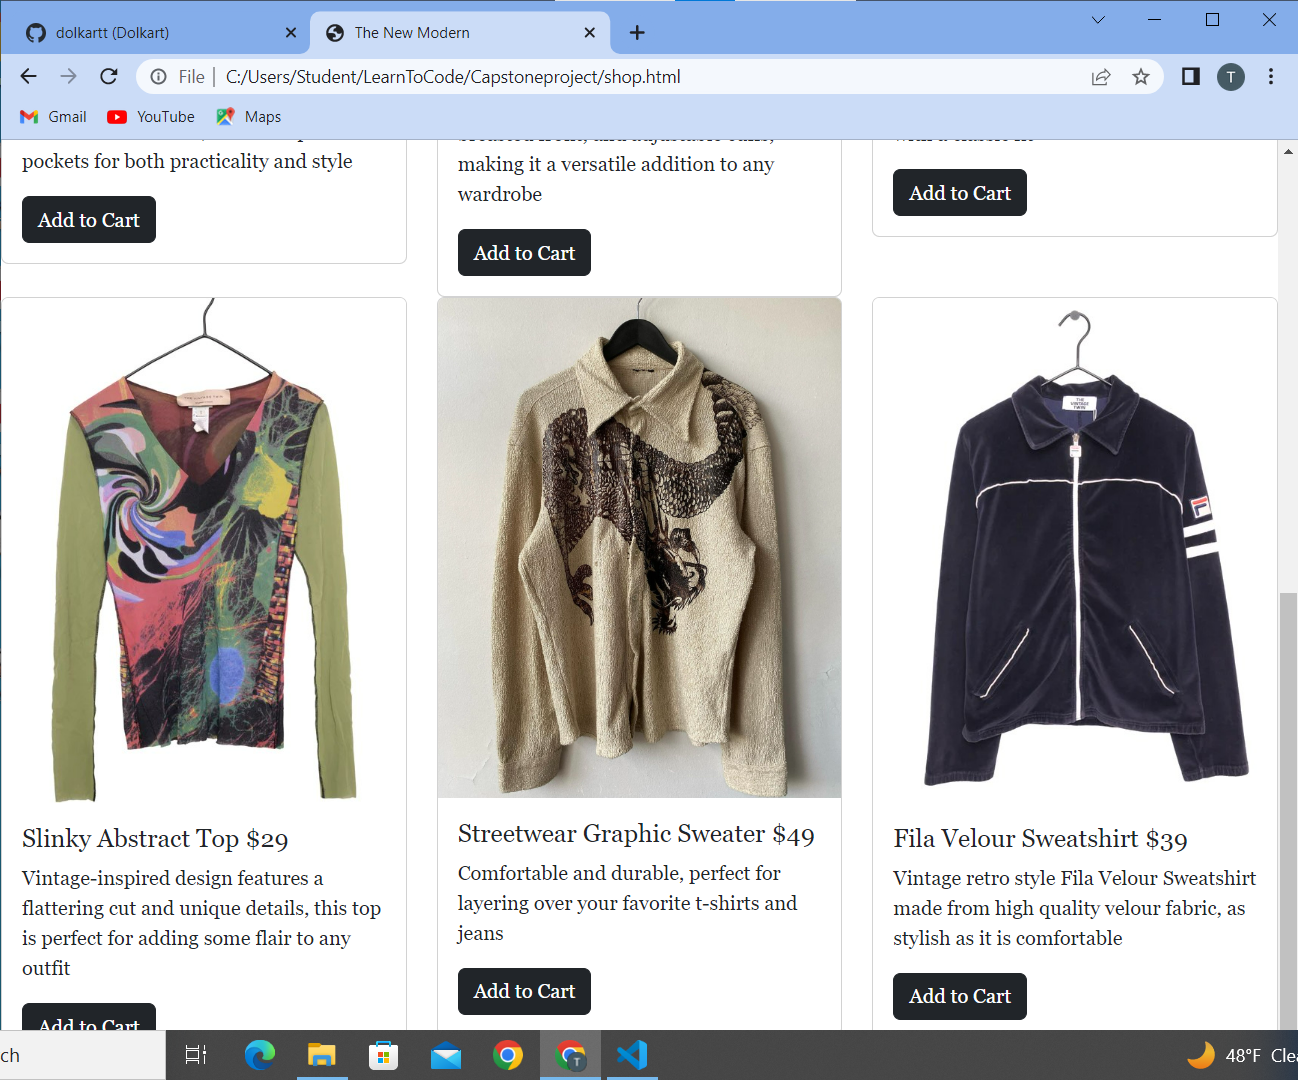 dolkartt (Dolkart)
The New Modern
File
C:/Users/Student/LearnToCode/Capstoneproject/shop.html
T
Gmail
YouTube
Maps
pockets for both practicality and style
Add to Cart
making it a versatile addition to any
wardrobe
Add to Cart
Add to Cart
THE VINTAGE TWIN
Slinky Abstract Top $29
Vintage-inspired design features a
flattering cut and unique details, this top
is perfect for adding some flair to any
outfit
Add to Cart
Streetwear Graphic Sweater $49
Comfortable and durable, perfect for
layering over your favorite t-shirts and
jeans
Add to Cart
Fila Velour Sweatshirt $39
Vintage retro style Fila Velour Sweatshirt
made from high quality velour fabric, as
stylish as it is comfortable
Add to Cart
ch
T
48°F Clea